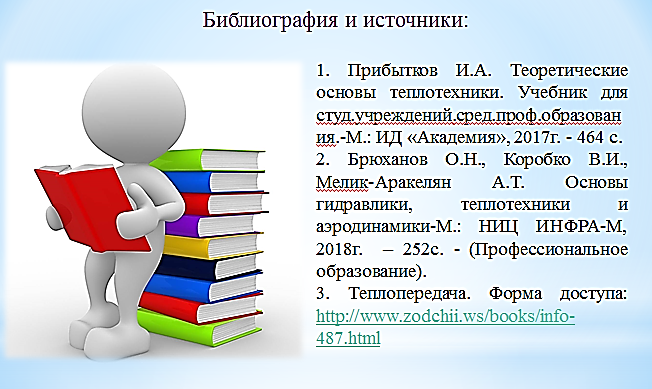 Библиография и источники:
1. Прибытков И.А. Теоретические
основы теплотехники. Учебник для
студ.учреждений.сред.проф.образован
ия.-М.: ИД «Академия», 2017г. - 464 с.
2. Брюханов О.Н., Коробко В.И.,
Мелик-Аракелян А.Т. Основы
гидравлики, теплотехники и
аэродинамики-М.: НИЦ ИНФРА-М,
2018г. – 252с. - (Профессиональное
образование).
3. Теплопередача. Форма доступа:
http://www.zodchii.ws/books/info-
487.html